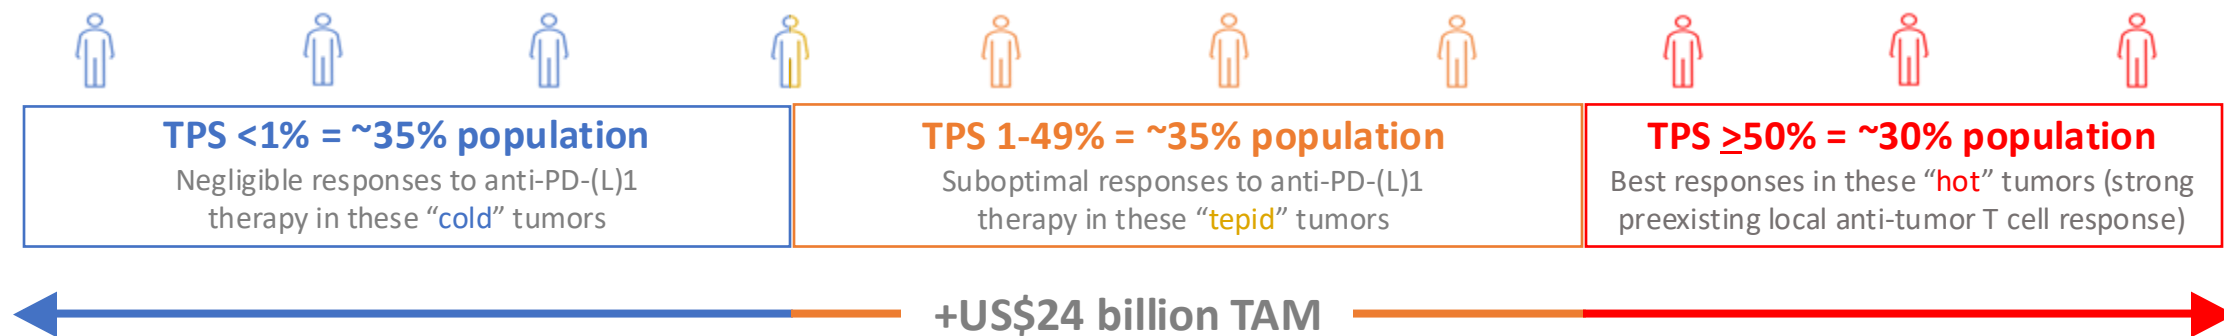 TPS <1% = ~35% population
Negligible responses to anti-PD-(L)1
therapy in these “cold” tumors
TPS 1-49% = ~35% population
Suboptimal responses to anti-PD-(L)1
therapy in these “tepid” tumors
TPS ≥50% = ~30% population
Best responses in these “hot” tumors (strong
preexisting local anti-tumor T cell response)
+US$24 billion TAM